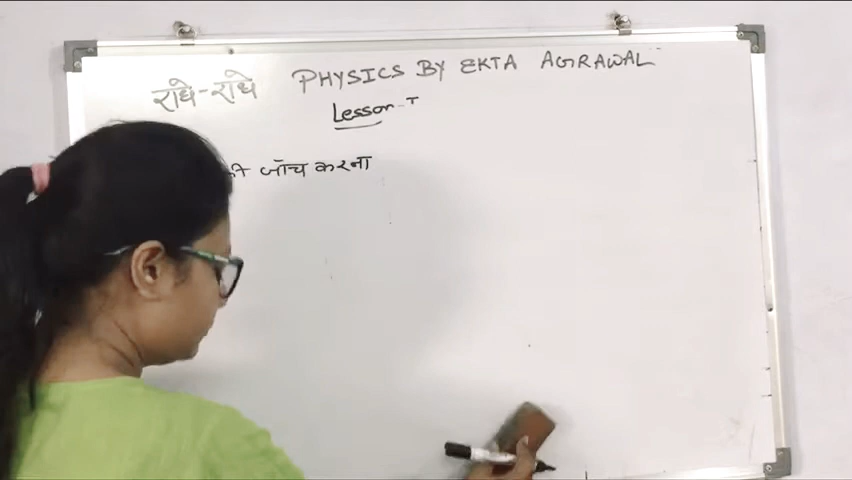 राधे-राधे PHYSICS BY EKTA AGRAWAL
Lesson-I
की जाँच करना